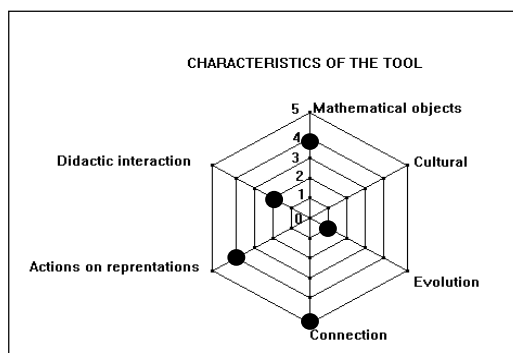 CHARACTERISTICS OF THE TOOL
5 Mathematical objects
4
Didactic interaction
3
Cultural
2
1
0
Actions on reprentations
Evolution
Connection